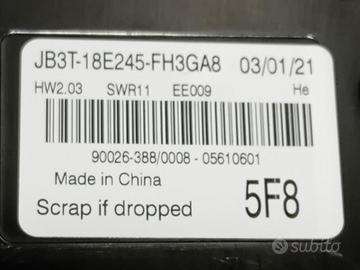 JB3T-18E245-FH3GA8 03/01/21
HW2.03 SWR11 EE009 He
90026-388/0008 - 05610601
Made in China
Scrap if dropped
5F8
subito